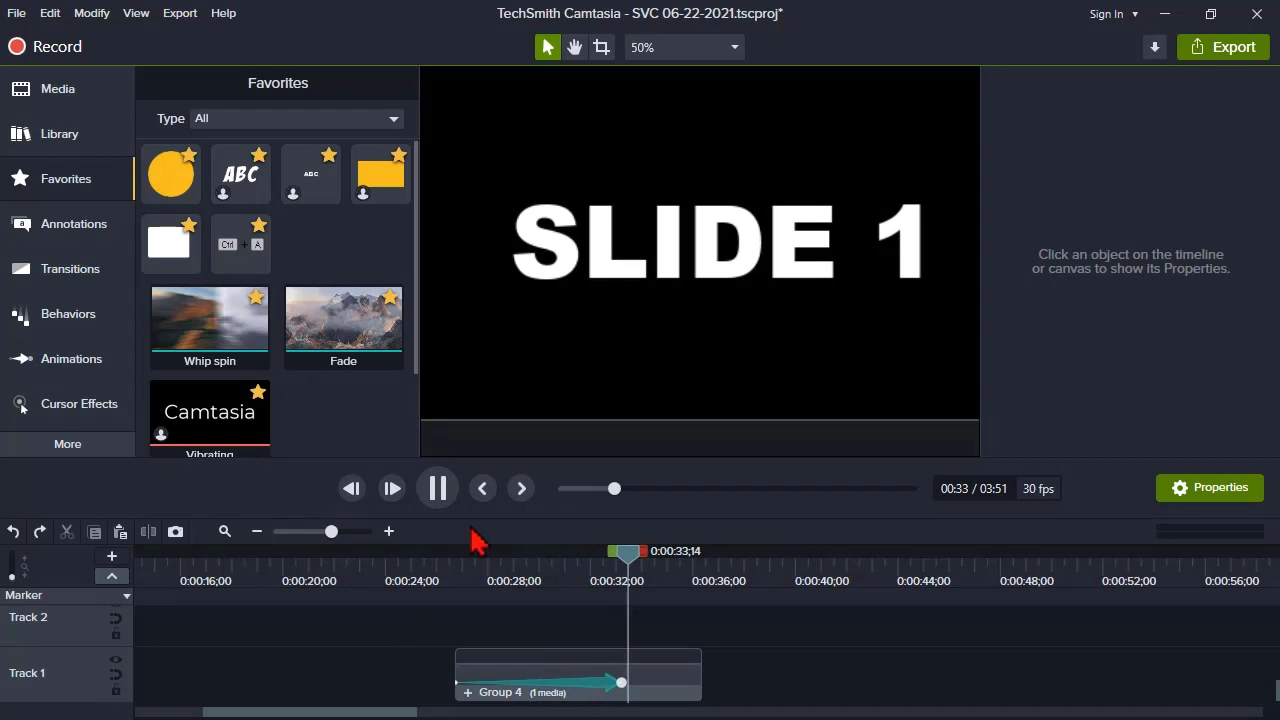 File Edit Modify View Export Help
TechSmith Camtasia - SVC 06-22-2021.tscproj*
Sign In
Record
50%
Export
Media
Library
Favorites
Annotations
Transitions
Behaviors
Animations
Cursor Effects
More
Favorites
Type All
ABC
ABC
Ctrl + A
Whip spin
Fade
Camtasia
Vibrating
SLIDE 1
Click an object on the timeline
or canvas to show its Properties.
00:33 / 03:51 30 fps
Properties
0:00:33;14
0:00:16;00 0:00:20;00 0:00:24;00 0:00:28;00 0:00:32;00 0:00:36;00 0:00:40;00 0:00:44;00 0:00:48;00 0:00:52;00 0:00:56;00
Marker
Track 2
Track 1
+ Group 4 (1 media)